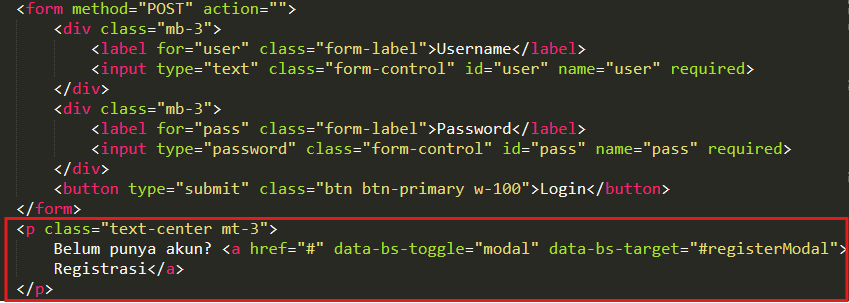 <form method="POST" action="">
<div class="mb-3">
<label for="user" class="form-label">Username</label>
<input type="text" class="form-control" id="user" name="user" required>
</div>
<div class="mb-3">
<label for="pass" class="form-label">Password</label>
<input type="password" class="form-control" id="pass" name="pass" required>
</div>
<button type="submit" class="btn btn-primary w-100">Login</button>
</form>
<p class="text-center mt-3">
Belum punya akun? <a href="#" data-bs-toggle="modal" data-bs-target="#registerModal">
Registrasi</a>
</p>